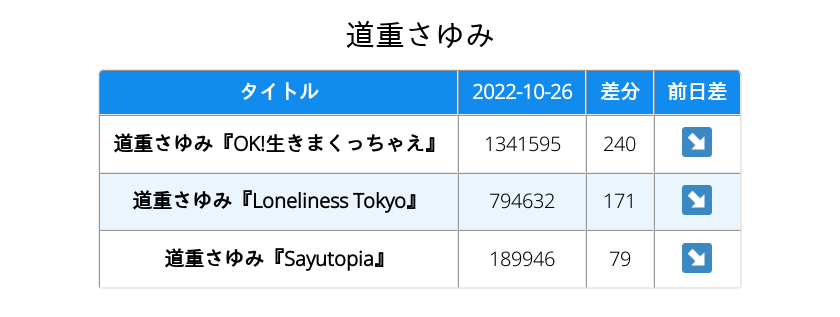 道重さゆみ
タイトル 2022-10-26 差分 前日差
道重さゆみ『OK!生きまくっちゃえ』 1341595 240 ↘
道重さゆみ『Loneliness Tokyo』 794632 171 ↘
道重さゆみ『Sayutopia』 189946 79 ↘